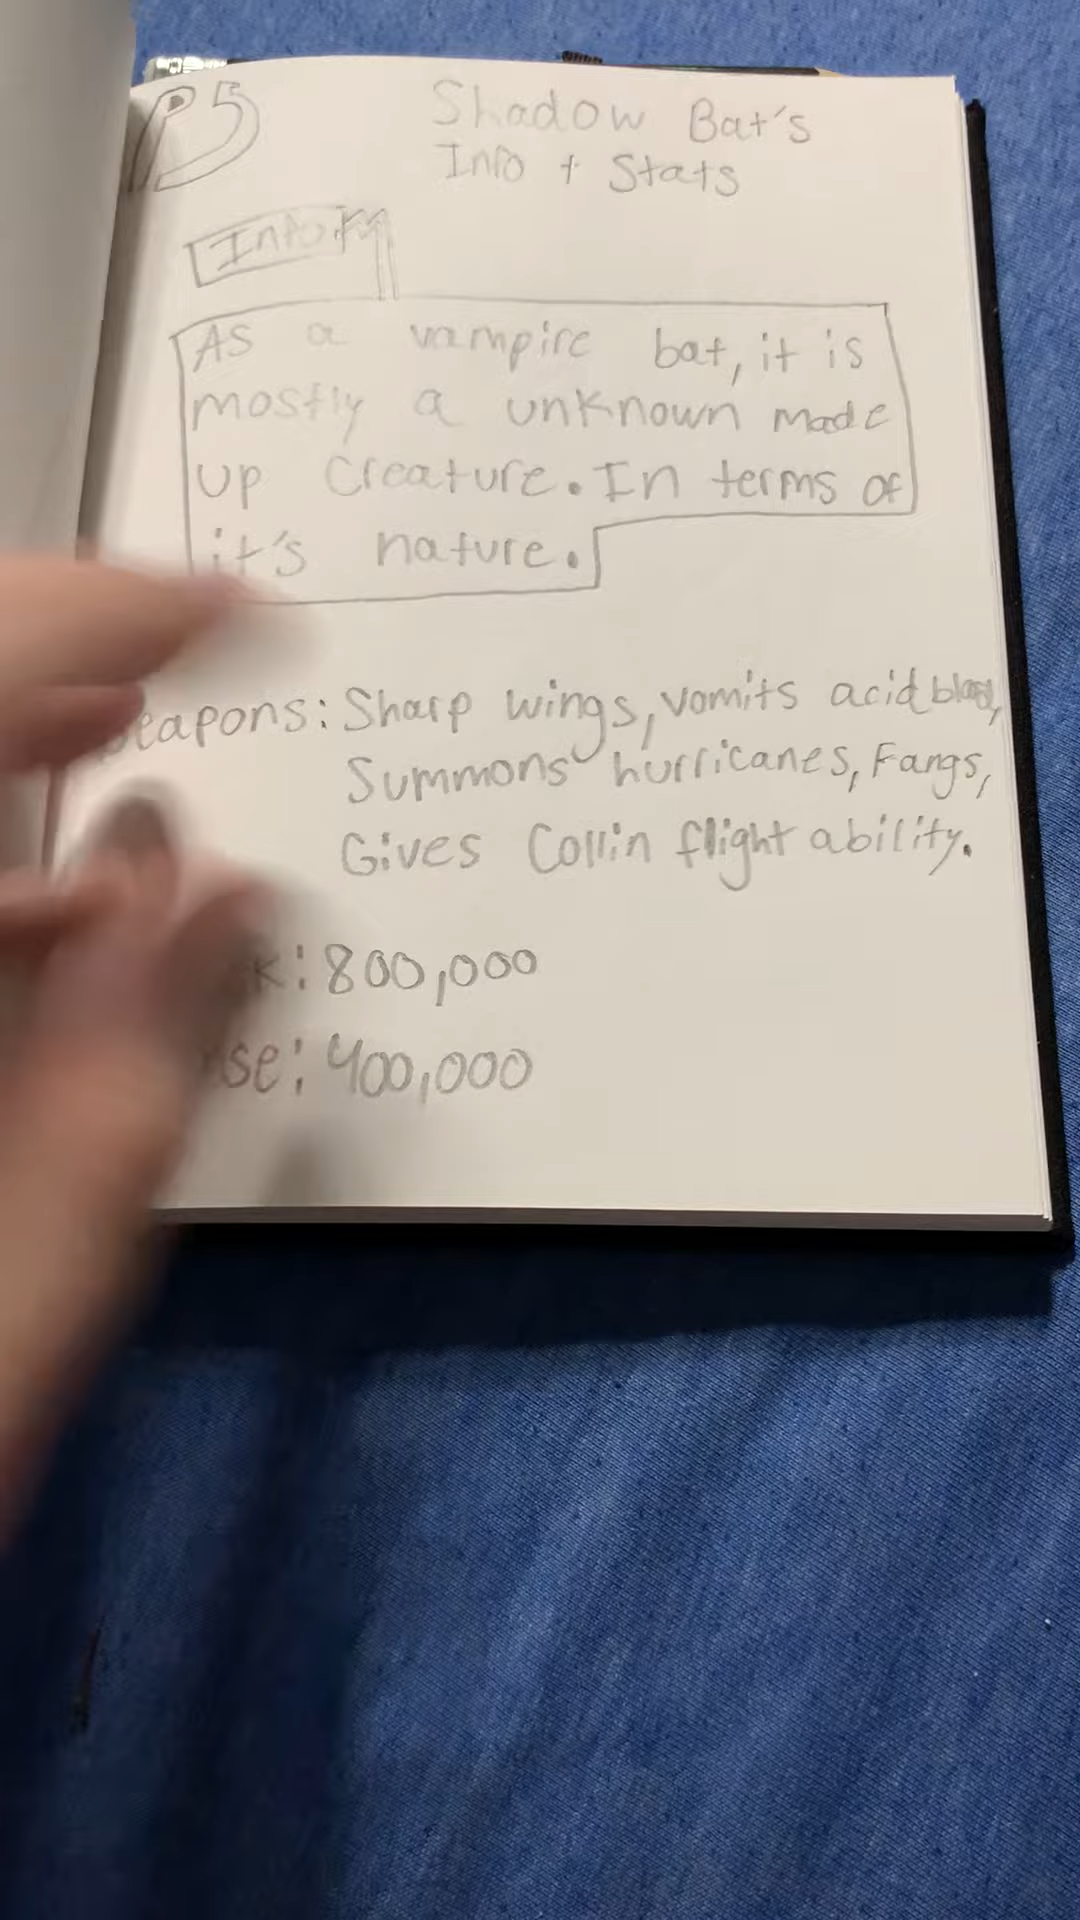 P5
Shadow Bat's
Info + Stats
Info
As a vampire bat, it is
mostly a unknown made
up Creature. In terms of
it's nature.
eapons: Sharp wings, vomits acid
Summons hurricanes, Fangs,
Gives Collin flight ability.
k: 800,000
se: 400,000